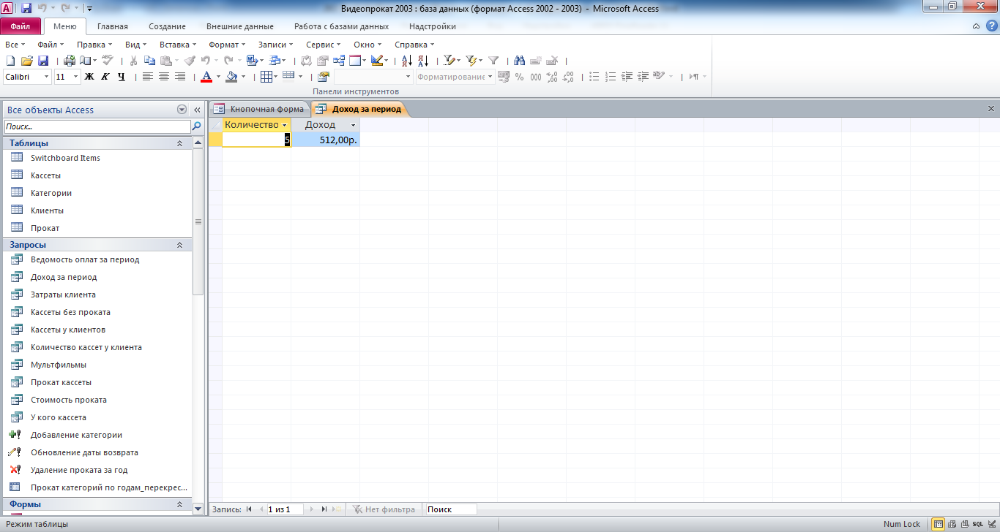 Видеопрокат 2003 : база данных (формат Access 2002 - 2003) - Microsoft Access
Файл Меню Главная Создание Внешние данные Работа с базами данных Надстройки
Все Файл Правка Вид Вставка Формат Записи Сервис Окно Справка
Calibri 11 Ж К Ч Форматирование % 000
Панели инструментов
Все объекты Access
Поиск...
Таблицы
Switchboard Items
Кассеты
Категории
Клиенты
Прокат
Запросы
Ведомость оплат за период
Доход за период
Затраты клиента
Кассеты без проката
Кассеты у клиентов
Количество кассет у клиента
Мультфильмы
Прокат кассеты
Стоимость проката
У кого кассета
Добавление категории
Обновление даты возврата
Удаление проката за год
Прокат категорий по годам_перекрес...
Формы
Кнопочная форма Доход за период
Количество Доход
5 512,00р.
Запись: 1 из 1 Нет фильтра Поиск
Режим таблицы Num Lock SQL